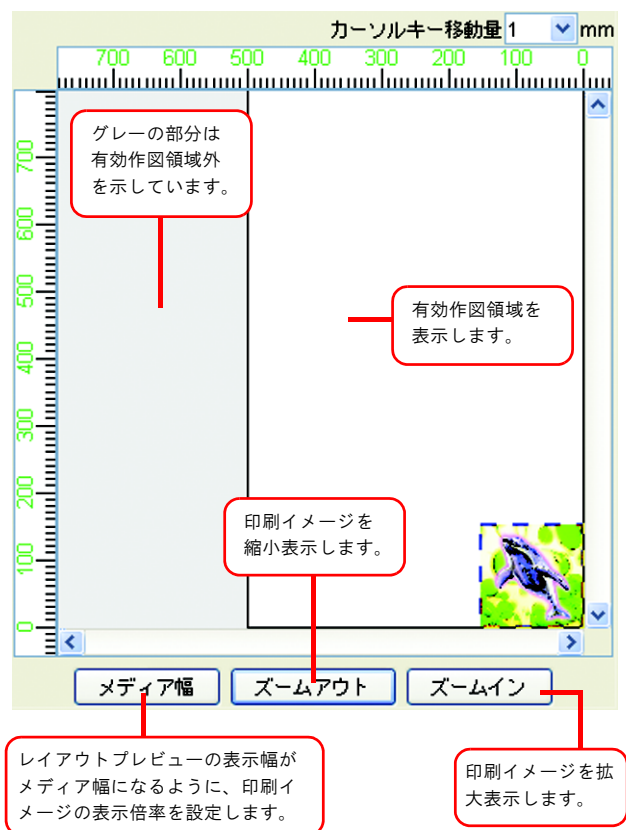 カーソルキー移動量 1 mm
700 600 500 400 300 200 100 0
700
600
500
400
300
200
100
0
グレーの部分は
有効作図領域外
を示しています。
有効作図領域を
表示します。
印刷イメージを
縮小表示します。
メディア幅 ズームアウト ズームイン
レイアウトプレビューの表示幅が
メディア幅になるように、印刷イ
メージの表示倍率を設定します。
印刷イメージを拡
大表示します。